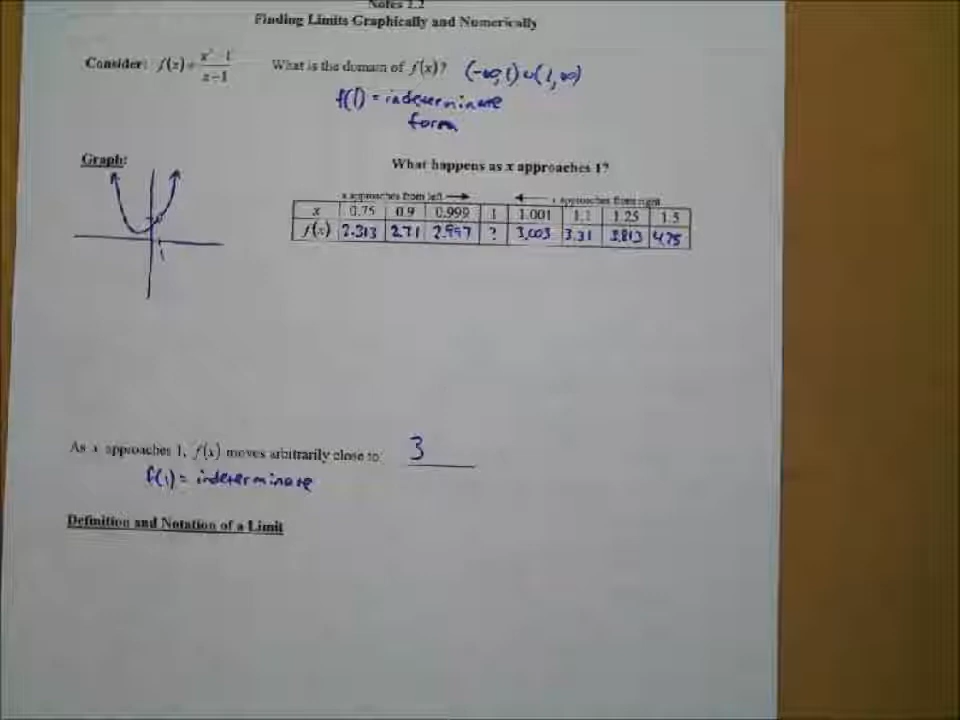 Notes 1.2
Finding Limits Graphically and Numerically
Consider: f(x) = x³-1 / x-1 What is the domain of f(x)? (-∞,1)∪(1,∞)
f(1) = indeterminate
form
Graph:
What happens as x approaches 1?
x approaches from left → ← x approaches from right
x 0.75 0.9 0.999 1 1.001 1.1 1.25 1.5
f(x) 2.313 2.71 2.997 ? 3.003 3.31 3.813 4.75
1
As x approaches 1, f(x) moves arbitrarily close to: 3
f(1) = indeterminate
Definition and Notation of a Limit